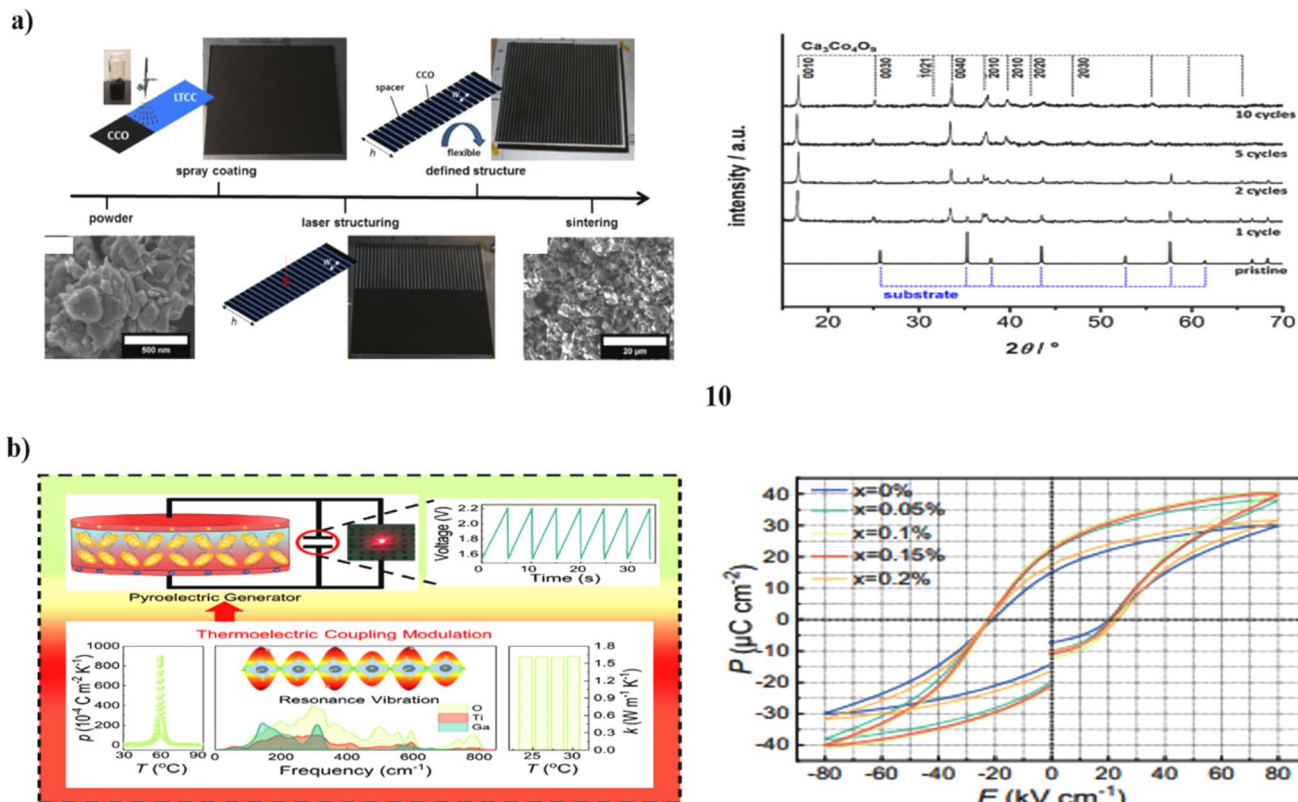 a)
LTCC
CCO
spray coating
powder
500 nm
laser structuring
w
h
spacer
CCO
w
h
flexible
defined structure
sintering
20 µm
Ca₃Co₄O₉
0010
0030
0040
2010
2010
2020
2030
10 cycles
5 cycles
2 cycles
1 cycle
pristine
substrate
intensity / a.u.
20 30 40 50 60 70
2θ / °
10
b)
Pyroelectric Generator
Voltage (V)
2.2
2.0
1.8
1.6
0 10 20 30
Time (s)
Thermoelectric Coupling Modulation
p (10⁻⁴ C m⁻² K⁻¹)
1000
800
600
400
200
0
30 60 90
T (°C)
Resonance Vibration
O
Ti
Ga
0 200 400 600 800
Frequency (cm⁻¹)
1.8
1.5
1.2
0.9
0.6
0.3
0.0
k (W m⁻¹ K⁻¹)
25 30
T (°C)
x=0%
x=0.05%
x=0.1%
x=0.15%
x=0.2%
P (µC cm⁻²)
40
30
20
10
0
-10
-20
-30
-40
-80 -60 -40 -20 0 20 40 60 80
E (kV cm⁻¹)